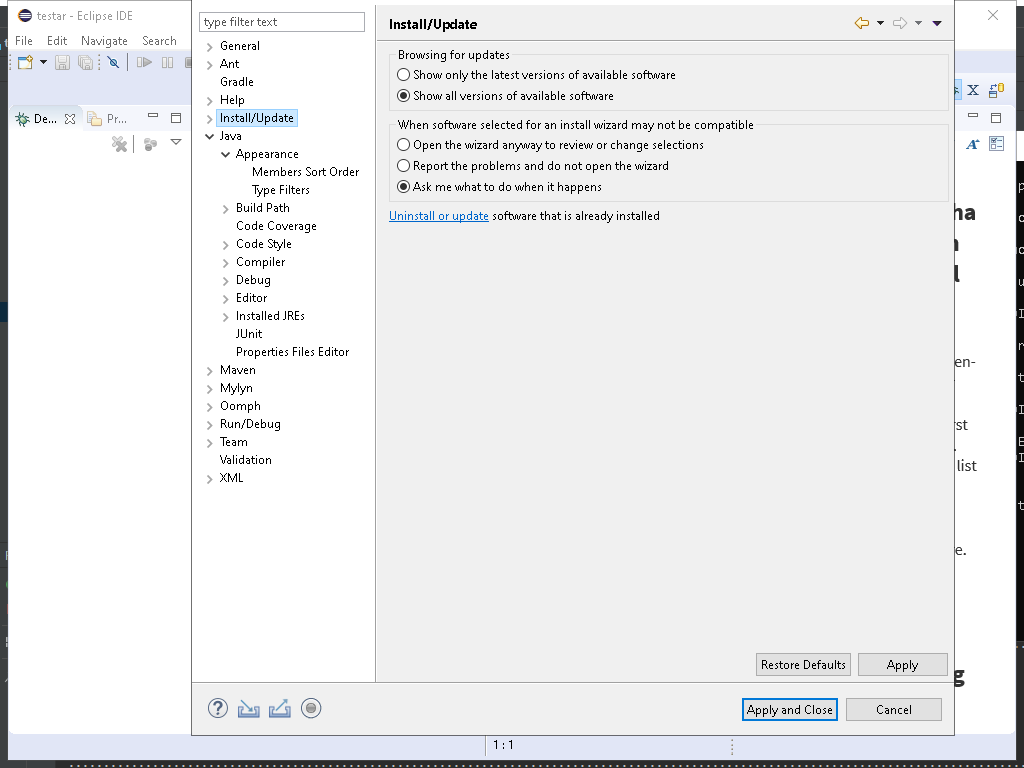 testar - Eclipse IDE
File Edit Navigate Search
De... Pr...
type filter text
General
Ant
Gradle
Help
Install/Update
Java
Appearance
Members Sort Order
Type Filters
Build Path
Code Coverage
Code Style
Compiler
Debug
Editor
Installed JREs
JUnit
Properties Files Editor
Maven
Mylyn
Oomph
Run/Debug
Team
Validation
XML
Install/Update
Browsing for updates
Show only the latest versions of available software
Show all versions of available software
When software selected for an install wizard may not be compatible
Open the wizard anyway to review or change selections
Report the problems and do not open the wizard
Ask me what to do when it happens
Uninstall or update software that is already installed
Restore Defaults Apply
Apply and Close Cancel
list
1 : 1